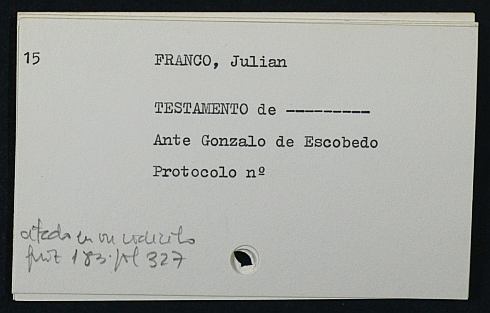 15
FRANCO, Julian
TESTAMENTO de ---------
Ante Gonzalo de Escobedo
Protocolo nº
citado en un codicilo
prot 183. fol 327